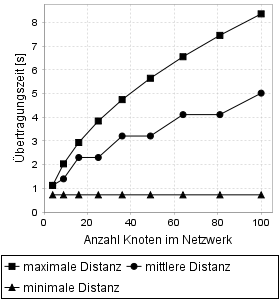 Übertragungszeit [s]
8
7
6
5
4
3
2
1
0
0 20 40 60 80 100
Anzahl Knoten im Netzwerk
maximale Distanz mittlere Distanz
minimale Distanz